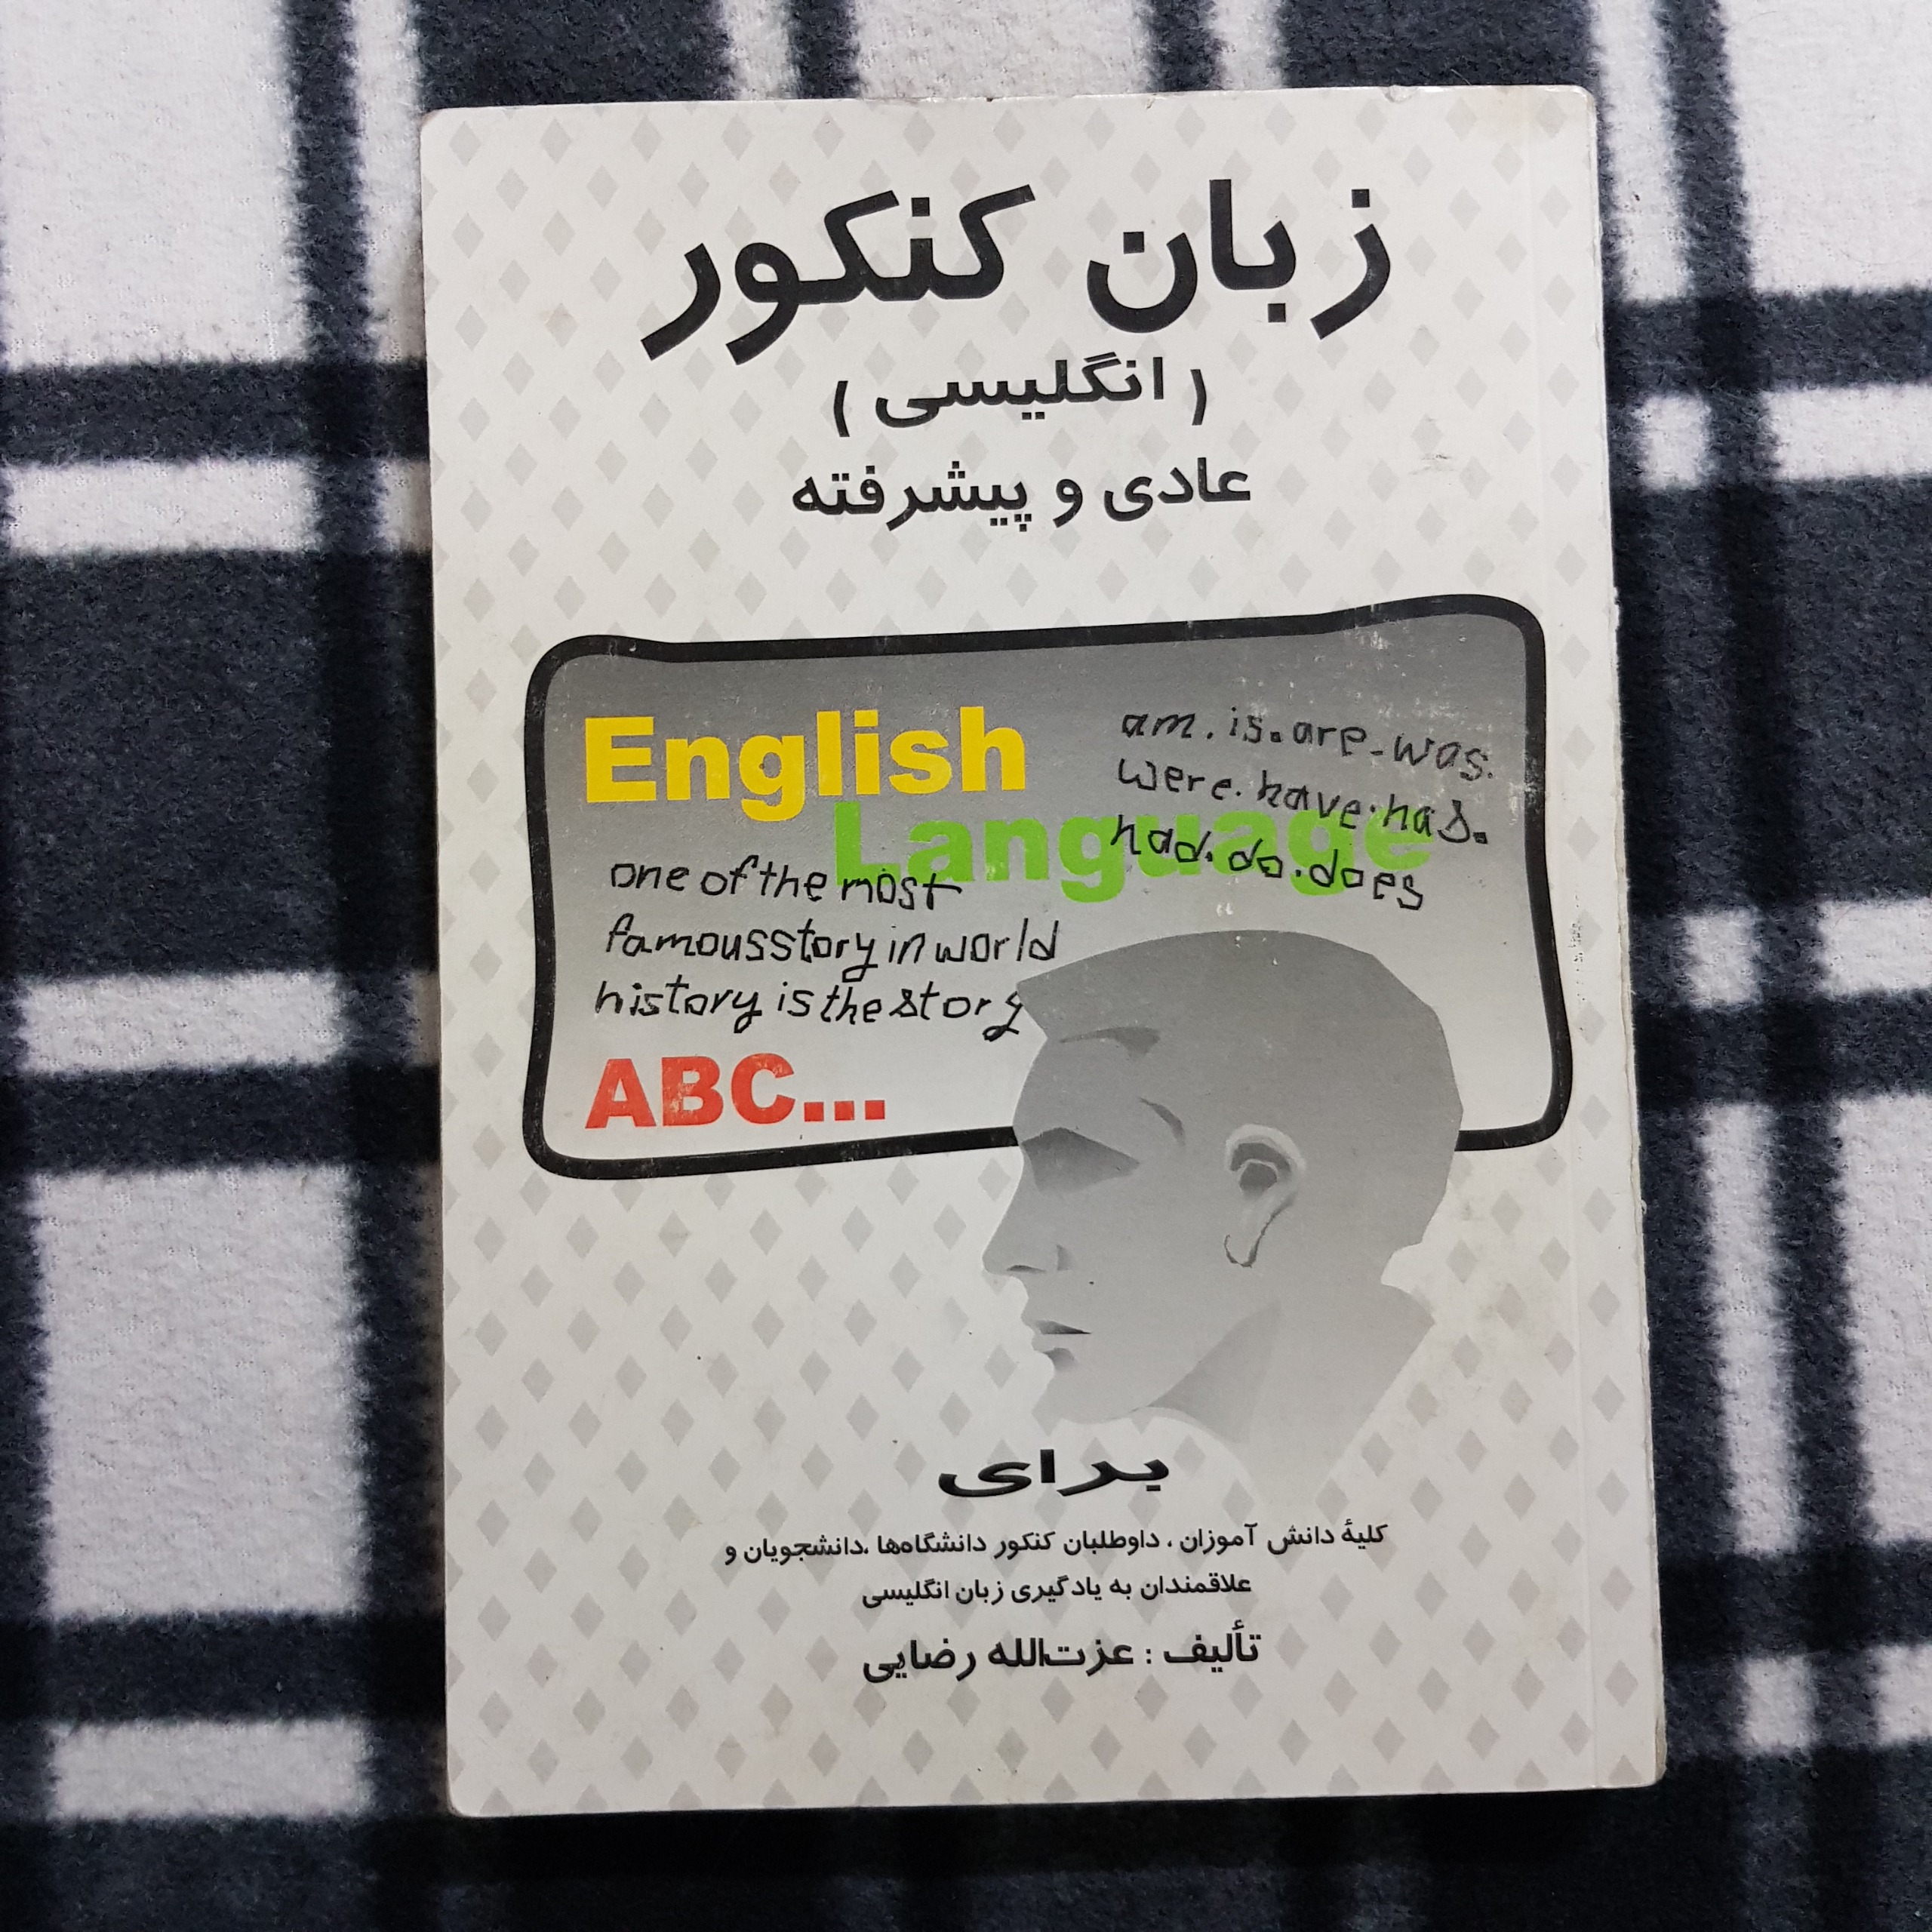 زبان کنکور
( انگلیسی )
عادی و پیشرفته
English
Language
am . is . are - was .
were . have . has .
had . do . does
one of the most
famous story in world
history is the story
ABC...
برای
کلیهٔ دانش آموزان ، داوطلبان کنکور دانشگاه‌ها ،دانشجویان و
علاقمندان به یادگیری زبان انگلیسی
تألیف : عزت‌الله رضایی